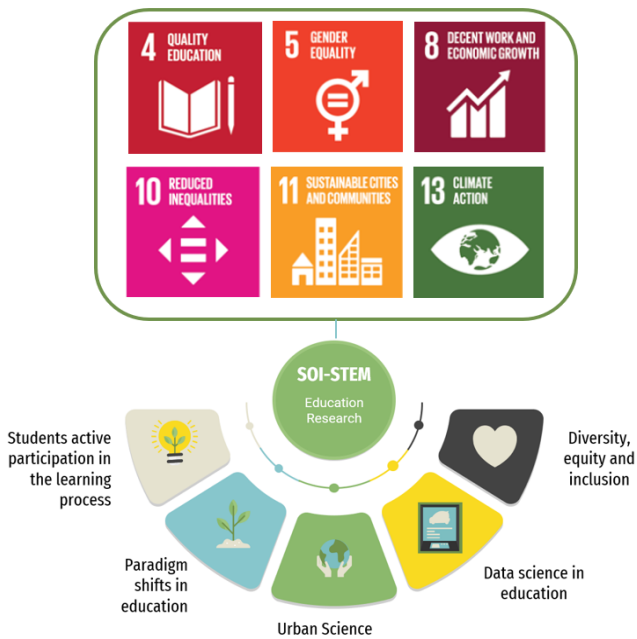 4 QUALITY
EDUCATION
5 GENDER
EQUALITY
8 DECENT WORK AND
ECONOMIC GROWTH
10 REDUCED
INEQUALITIES
11 SUSTAINABLE CITIES
AND COMMUNITIES
13 CLIMATE
ACTION
SOI-STEM
Education
Research
Students active
participation in
the learning
process
Paradigm
shifts in
education
Urban Science
Data science in
education
Diversity,
equity and
inclusion